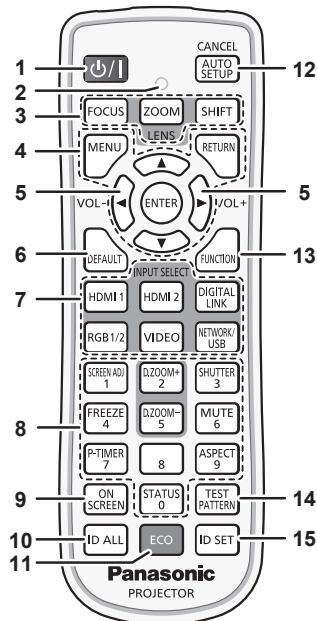 CANCEL
1 ⏻/I AUTO SETUP 12
2
3 FOCUS ZOOM SHIFT
LENS
4 MENU RETURN
5 5
VOL- ◀ ▲ ENTER ▼ ▶ VOL+
6 DEFAULT FUNCTION 13
INPUT SELECT
7 HDMI 1 HDMI 2 DIGITAL LINK
RGB1/2 VIDEO NETWORK/USB
SCREEN ADJ 1 D.ZOOM+ 2 SHUTTER 3
8 FREEZE 4 D.ZOOM- 5 MUTE 6
P-TIMER 7 8 ASPECT 9
9 ON SCREEN STATUS 0 TEST PATTERN 14
10 ID ALL ECO ID SET 15
11
Panasonic
PROJECTOR